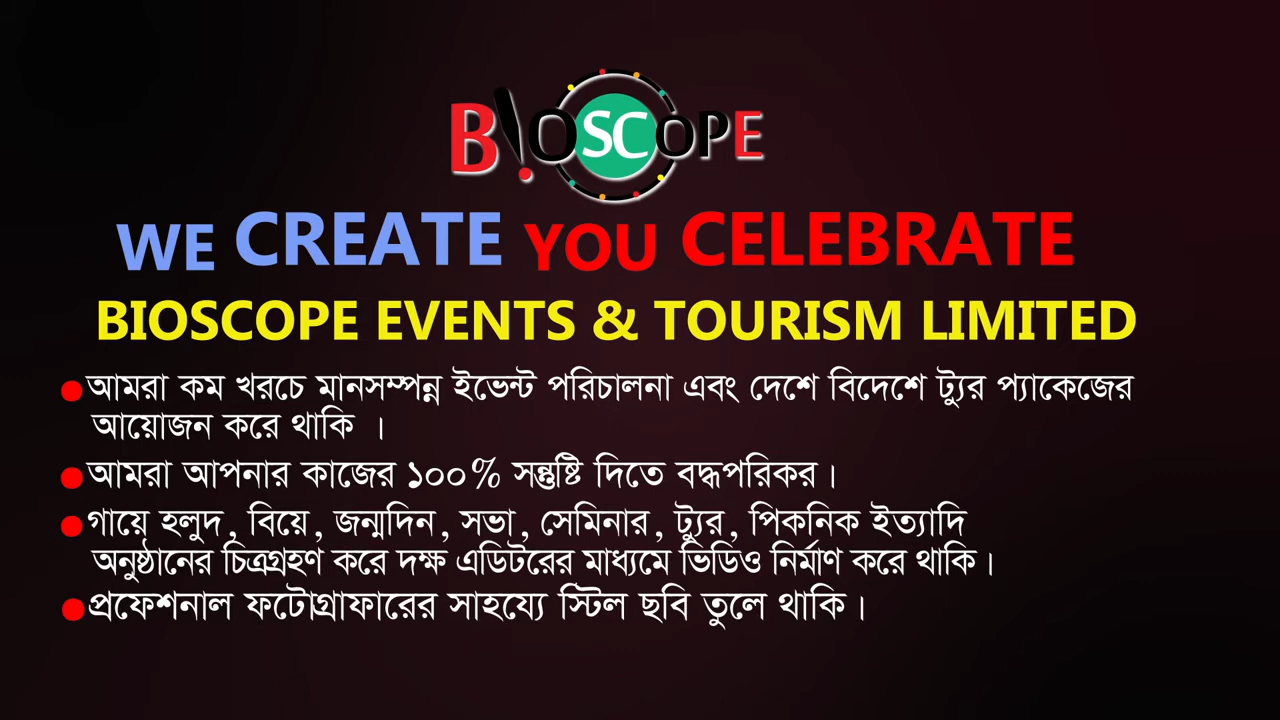 BIOSCOPE
WE CREATE YOU CELEBRATE
BIOSCOPE EVENTS & TOURISM LIMITED
আমরা কম খরচে মানসম্পন্ন ইভেন্ট পরিচালনা এবং দেশে বিদেশে ট্যুর প্যাকেজের
আয়োজন করে থাকি ।
আমরা আপনার কাজের ১০০% সন্তুষ্টি দিতে বদ্ধপরিকর।
গায়ে হলুদ, বিয়ে, জন্মদিন, সভা, সেমিনার, ট্যুর, পিকনিক ইত্যাদি
অনুষ্ঠানের চিত্রগ্রহণ করে দক্ষ এডিটরের মাধ্যমে ভিডিও নির্মাণ করে থাকি।
প্রফেশনাল ফটোগ্রাফারের সাহয্যে স্টিল ছবি তুলে থাকি।